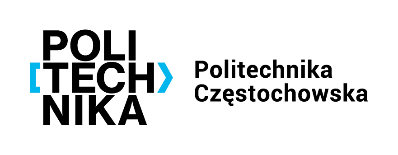 POLI
[TECH>
NIKA
Politechnika
Częstochowska